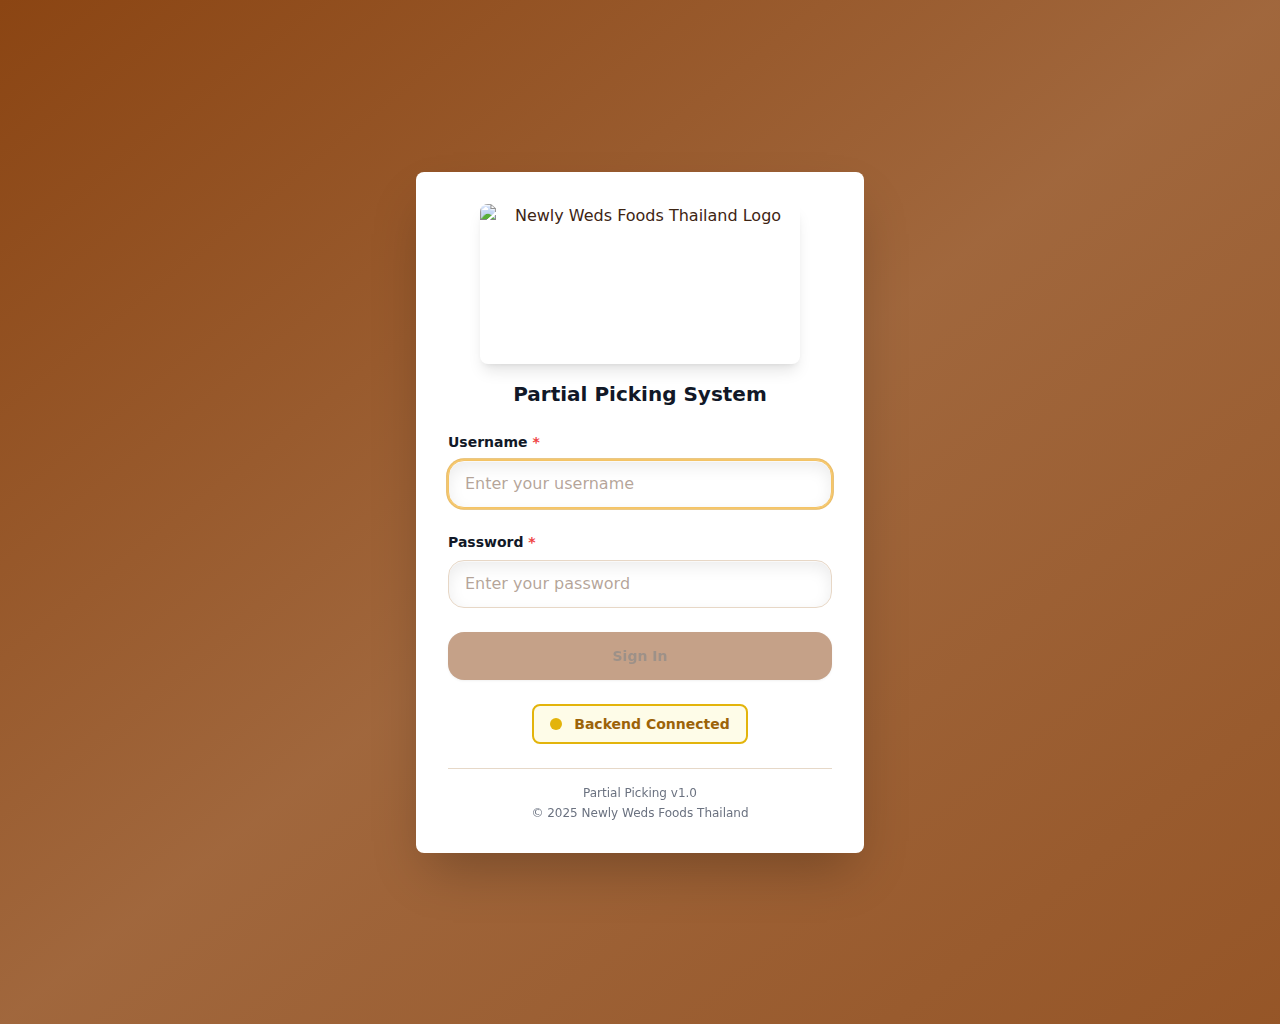 Newly Weds Foods Thailand Logo
Partial Picking System
Username *
Enter your username
Password *
Enter your password
Sign In
Backend Connected
Partial Picking v1.0
© 2025 Newly Weds Foods Thailand